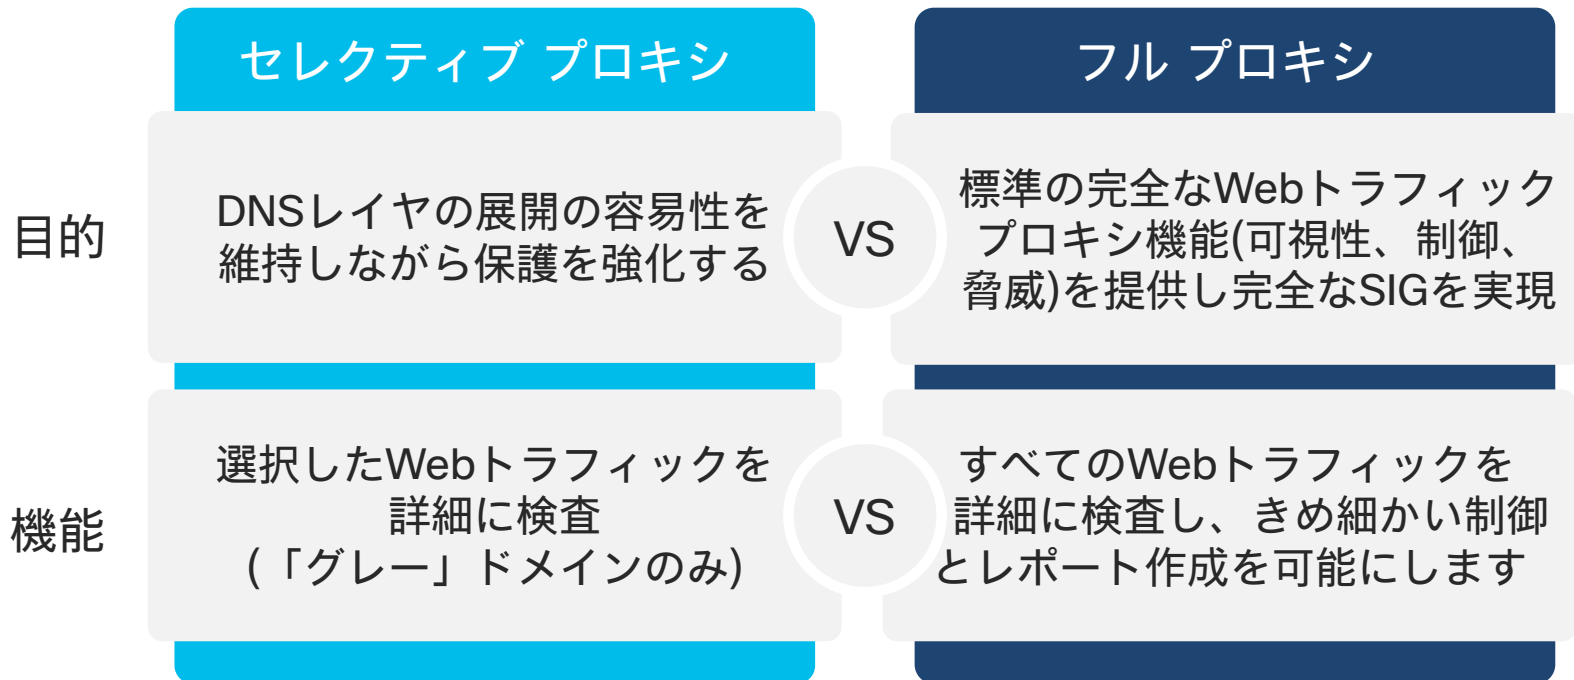 セレクティブ プロキシ
フル プロキシ
目的
DNSレイヤの展開の容易性を
維持しながら保護を強化する
VS
標準の完全なWebトラフィック
プロキシ機能(可視性、制御、
脅威)を提供し完全なSIGを実現
機能
選択したWebトラフィックを
詳細に検査
(「グレー」ドメインのみ)
VS
すべてのWebトラフィックを
詳細に検査し、きめ細かい制御
とレポート作成を可能にします